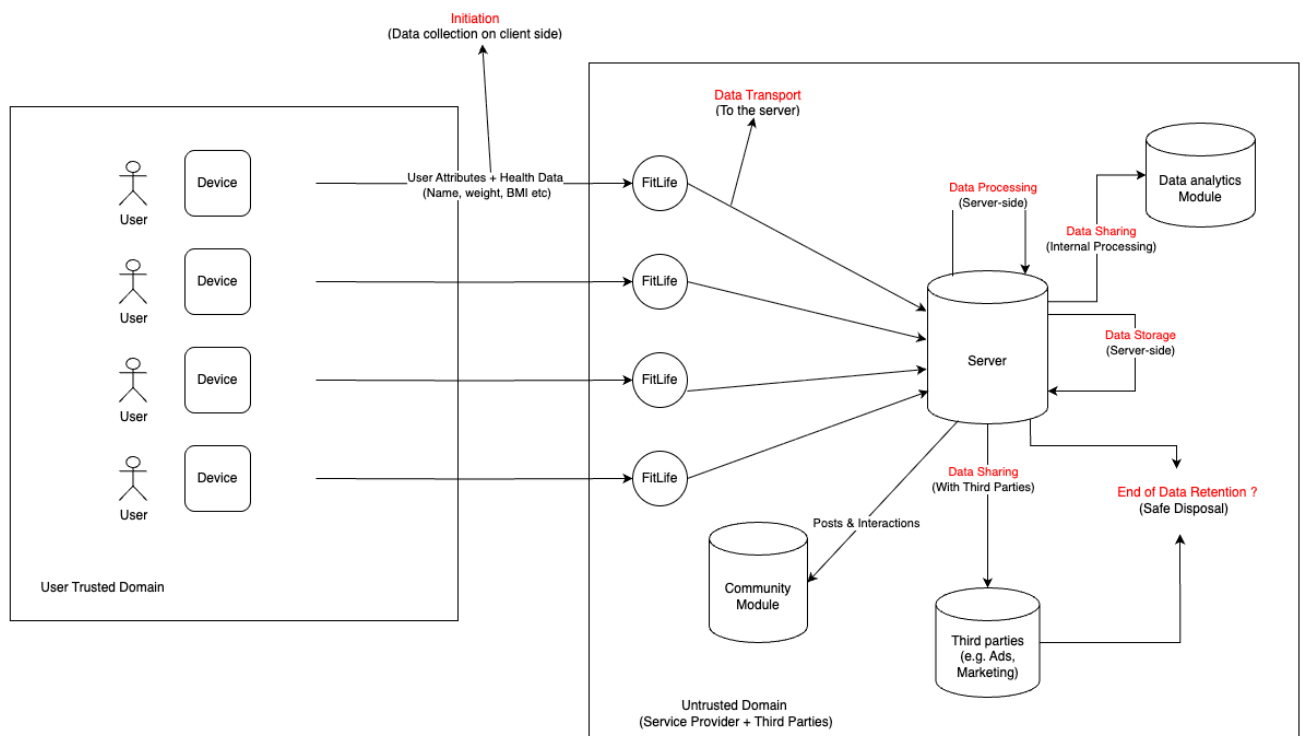 Initiation
(Data collection on client side)
Data Transport
(To the server)
User
Device
User Attributes + Health Data
(Name, weight, BMI etc)
FitLife
Data Processing
(Server-side)
Data analytics
Module
Data Sharing
(Internal Processing)
User
Device
FitLife
Server
Data Storage
(Server-side)
User
Device
FitLife
User
Device
FitLife
Data Sharing
(With Third Parties)
End of Data Retention ?
(Safe Disposal)
Posts & Interactions
Community
Module
User Trusted Domain
Third parties
(e.g. Ads,
Marketing)
Untrusted Domain
(Service Provider + Third Parties)